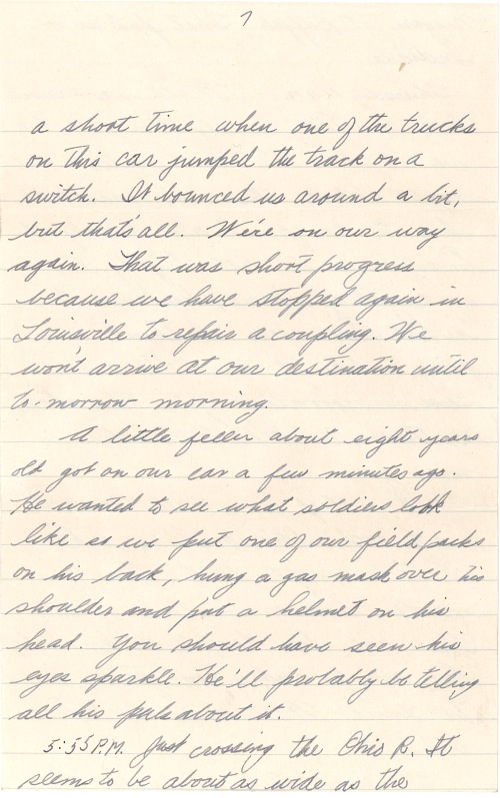 7
a short time when one of the trucks
on this car jumped the track on a
switch. It bounced us around a bit,
but that's all. We're on our way
again. That was short progress
because we have stopped again in
Louisville to repair a coupling. We
won't arrive at our destination until
to-morrow morning.
A little feller about eight years
old got on our car a few minutes ago.
He wanted to see what soldiers look
like so we put one of our field packs
on his back, hung a gas mask over his
shoulder and put a helmet on his
head. You should have seen his
eyes sparkle. He'll probably be telling
all his pals about it.
5:55 P.M. Just crossing the Ohio R. It
seems to be about as wide as the